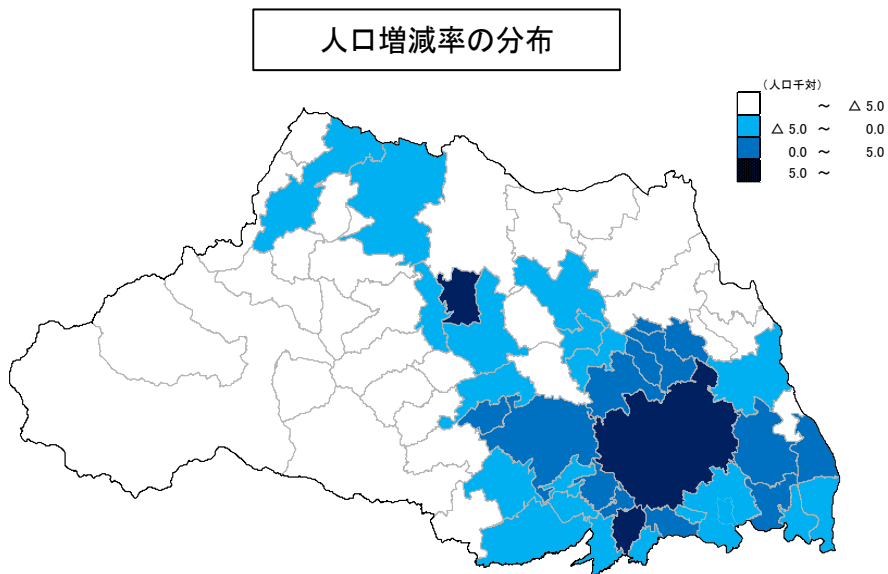 人口増減率の分布
（人口千対）
～ △ 5.0
△ 5.0 ～ 0.0
0.0 ～ 5.0
5.0 ～